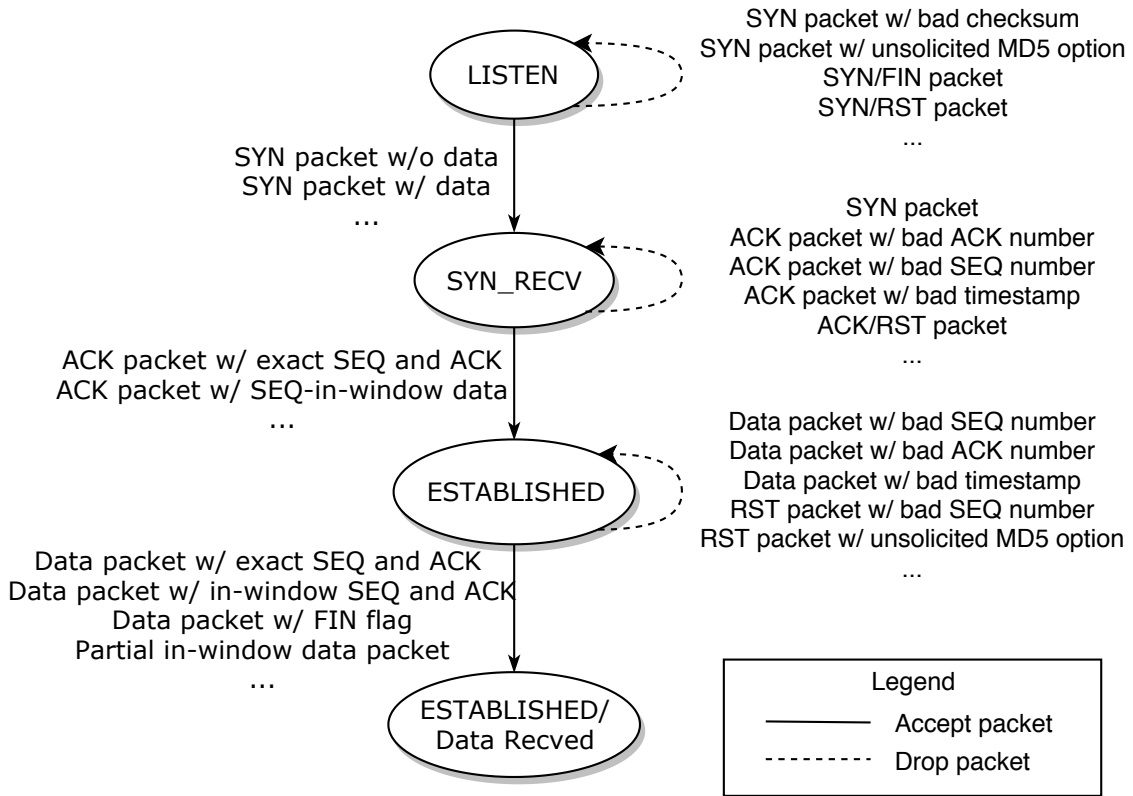 LISTEN
SYN packet w/ bad checksum
SYN packet w/ unsolicited MD5 option
SYN/FIN packet
SYN/RST packet
...
SYN packet w/o data
SYN packet w/ data
...
SYN_RECV
SYN packet
ACK packet w/ bad ACK number
ACK packet w/ bad SEQ number
ACK packet w/ bad timestamp
ACK/RST packet
...
ACK packet w/ exact SEQ and ACK
ACK packet w/ SEQ-in-window data
...
ESTABLISHED
Data packet w/ bad SEQ number
Data packet w/ bad ACK number
Data packet w/ bad timestamp
RST packet w/ bad SEQ number
RST packet w/ unsolicited MD5 option
...
Data packet w/ exact SEQ and ACK
Data packet w/ in-window SEQ and ACK
Data packet w/ FIN flag
Partial in-window data packet
...
ESTABLISHED/
Data Recved
Legend
Accept packet
Drop packet